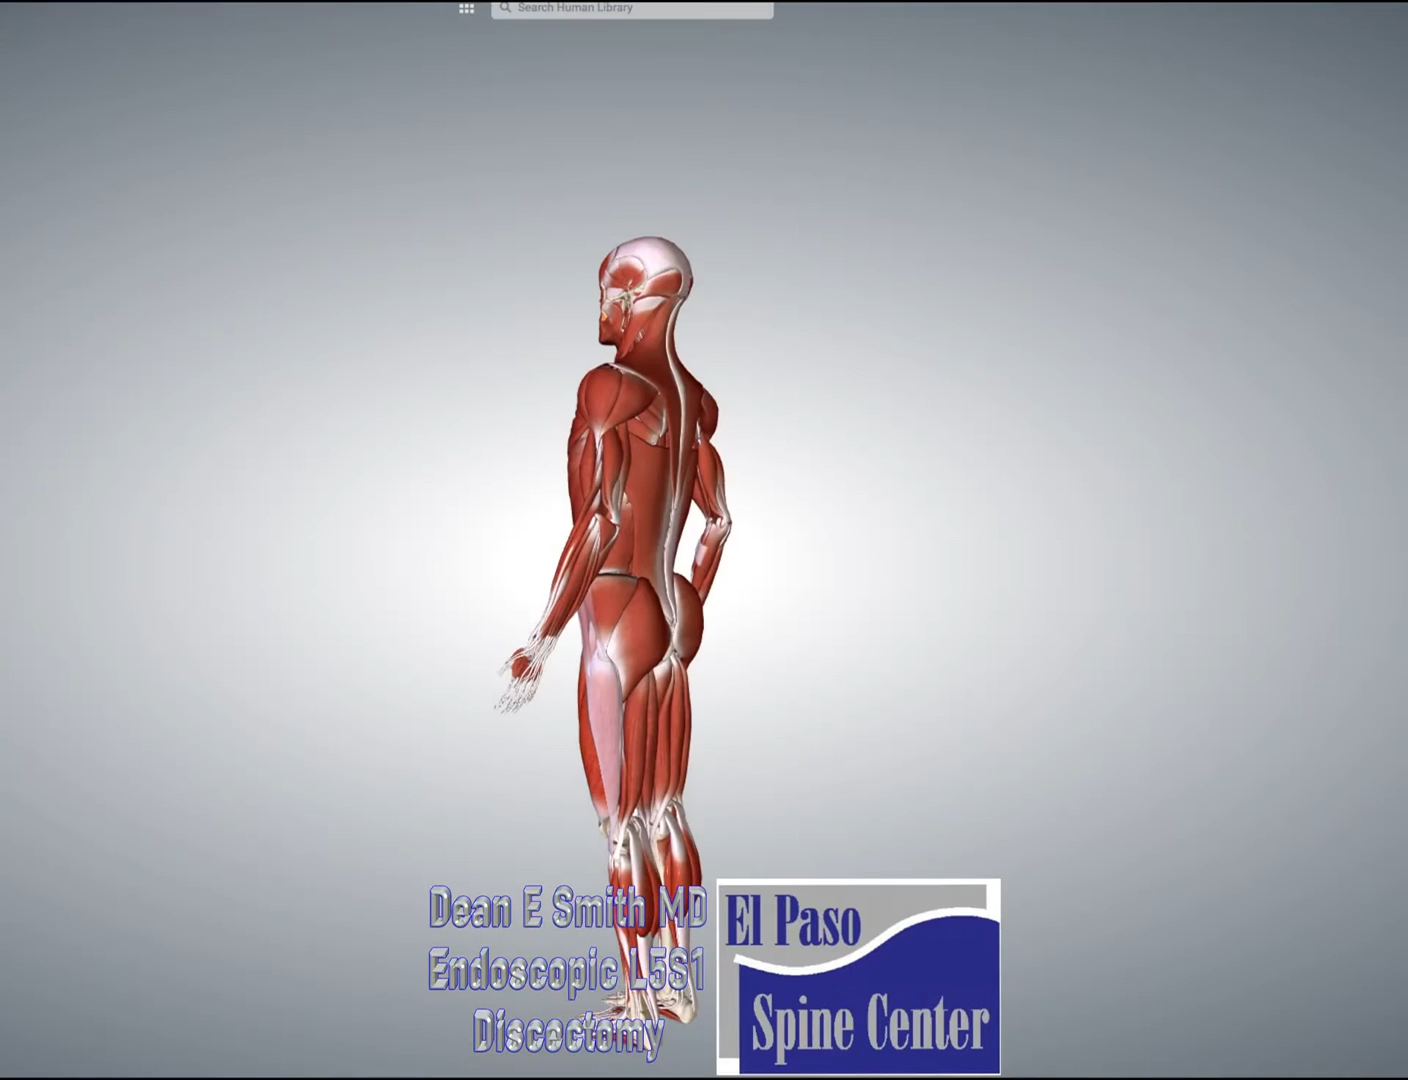 Search Human Library
Dean E Smith MD
Endoscopic L5S1
Discectomy
El Paso
Spine Center